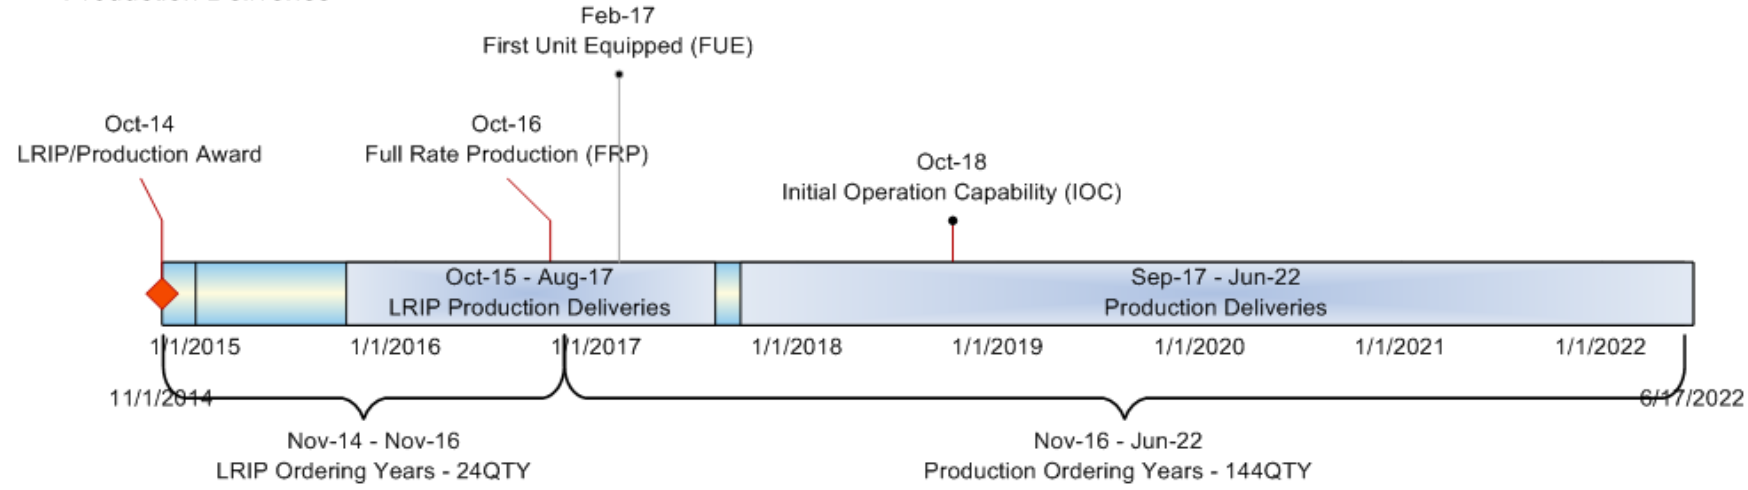 Feb-17
First Unit Equipped (FUE)
Oct-14
LRIP/Production Award
Oct-16
Full Rate Production (FRP)
Oct-18
Initial Operation Capability (IOC)
Oct-15 - Aug-17
LRIP Production Deliveries
Sep-17 - Jun-22
Production Deliveries
1/1/2015 1/1/2016 1/1/2017 1/1/2018 1/1/2019 1/1/2020 1/1/2021 1/1/2022
11/1/2014 6/17/2022
Nov-14 - Nov-16
LRIP Ordering Years - 24QTY
Nov-16 - Jun-22
Production Ordering Years - 144QTY